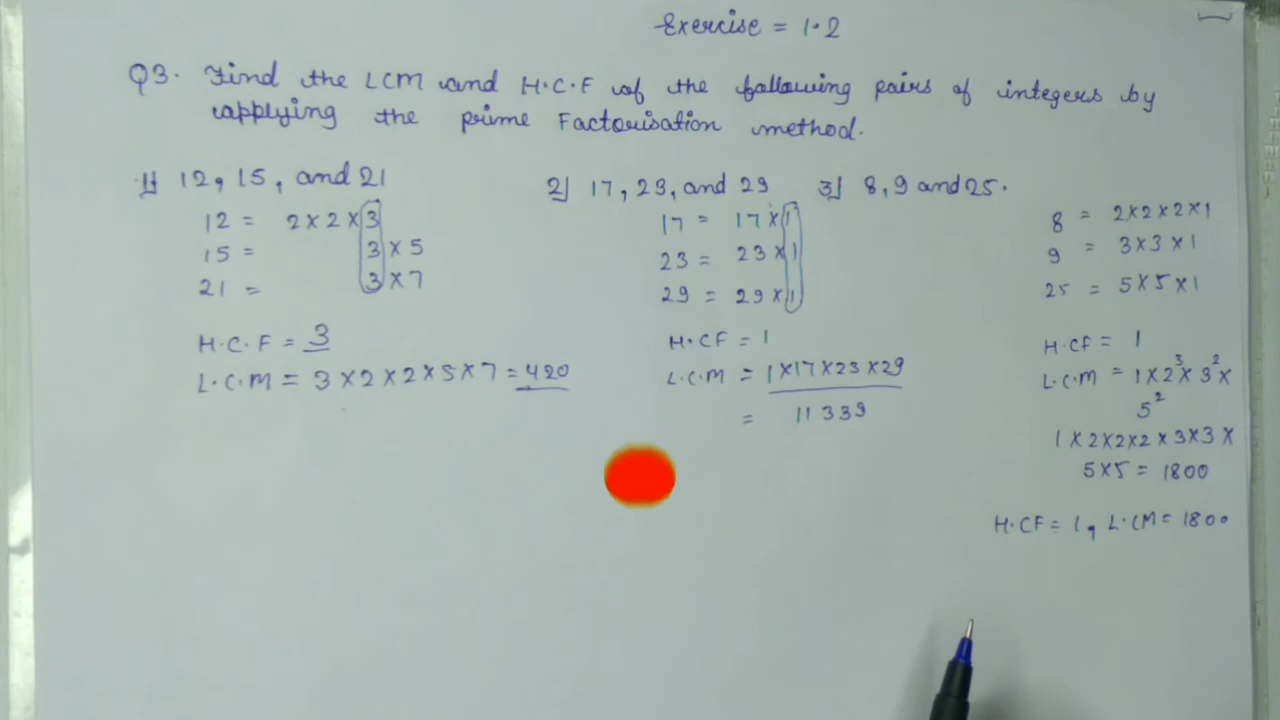 Exercise = 1.2
Q3. Find the LCM and H.C.F of the following pairs of integers by
applying the prime Factorisation method.
1] 12, 15, and 21
12 = 2 × 2 × 3
15 = 3 × 5
21 = 3 × 7
H.C.F = 3
L.C.M = 3 × 2 × 2 × 5 × 7 = 420
2] 17, 23, and 29
17 = 17 × 1
23 = 23 × 1
29 = 29 × 1
H.CF = 1
L.C.M = 1 × 17 × 23 × 29
= 11339
3] 8, 9 and 25.
8 = 2×2×2×1
9 = 3×3×1
25 = 5×5×1
H.CF = 1
L.C.M = 1 × 2³ × 3² ×
5²
1 × 2×2×2 × 3×3 ×
5×5 = 1800
H.CF = 1, L.CM = 1800